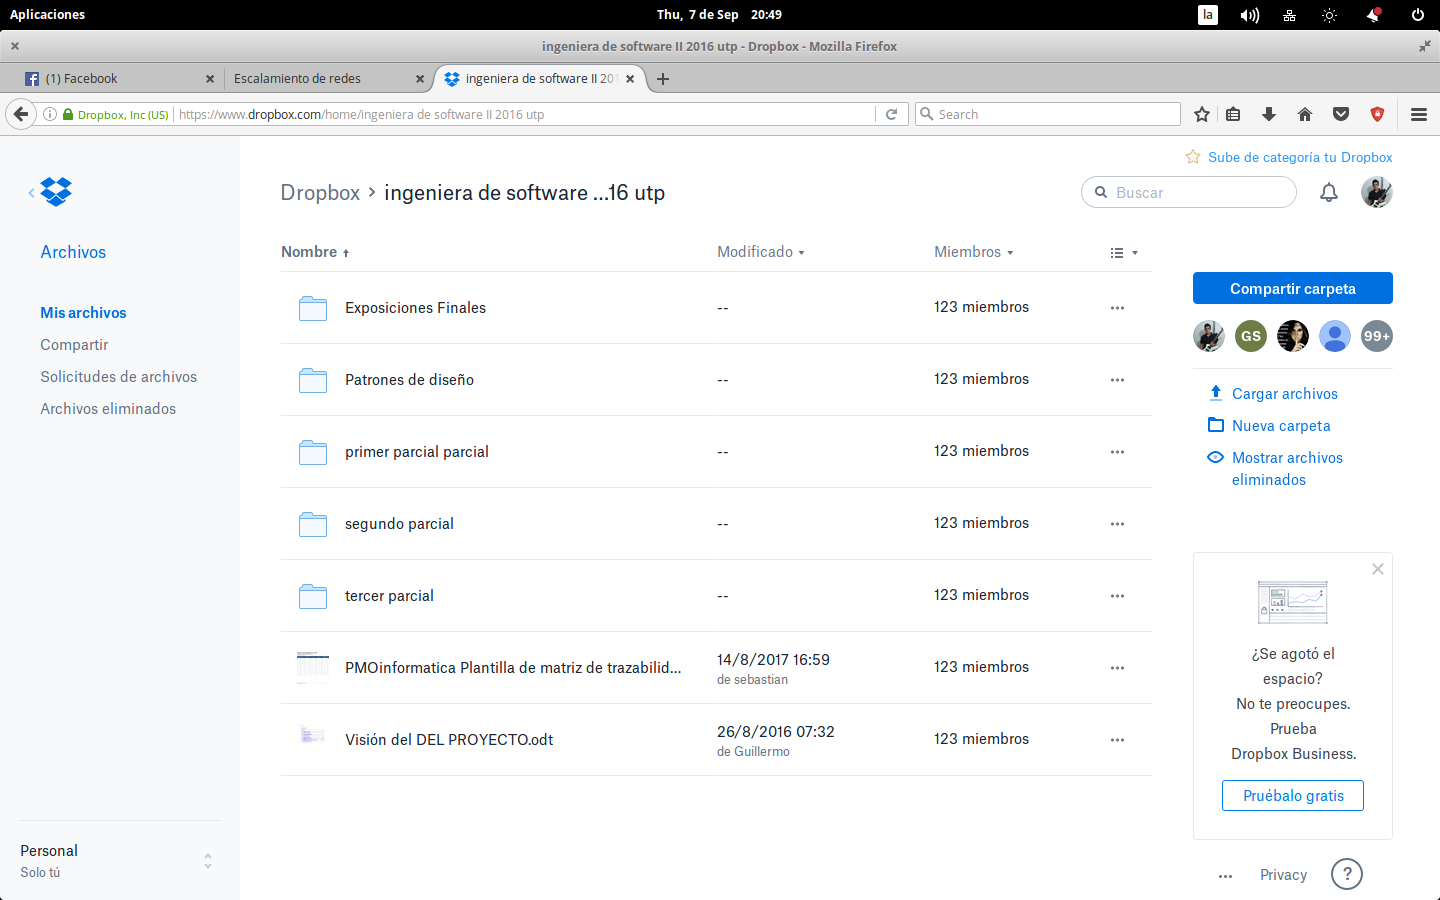 Aplicaciones
Thu, 7 de Sep 20:49
la
ingeniera de software II 2016 utp - Dropbox - Mozilla Firefox
(1) Facebook
Escalamiento de redes
ingeniera de software II 201
Dropbox, Inc (US)
https://www.dropbox.com/home/ingeniera de software II 2016 utp
Search
Sube de categoría tu Dropbox
Dropbox › ingeniera de software ...16 utp
Buscar
Archivos
Mis archivos
Compartir
Solicitudes de archivos
Archivos eliminados
Nombre
Modificado
Miembros
Exposiciones Finales
--
123 miembros
Patrones de diseño
--
123 miembros
primer parcial parcial
--
123 miembros
segundo parcial
--
123 miembros
tercer parcial
--
123 miembros
PMOinformatica Plantilla de matriz de trazabilid...
14/8/2017 16:59
de sebastian
123 miembros
Visión del DEL PROYECTO.odt
26/8/2016 07:32
de Guillermo
123 miembros
Compartir carpeta
GS
99+
Cargar archivos
Nueva carpeta
Mostrar archivos
eliminados
¿Se agotó el
espacio?
No te preocupes.
Prueba
Dropbox Business.
Pruébalo gratis
Personal
Solo tú
Privacy
?